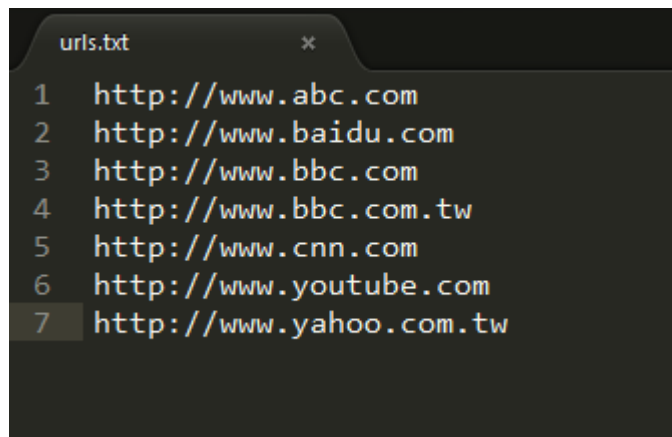 urls.txt ×
1 http://www.abc.com
2 http://www.baidu.com
3 http://www.bbc.com
4 http://www.bbc.com.tw
5 http://www.cnn.com
6 http://www.youtube.com
7 http://www.yahoo.com.tw